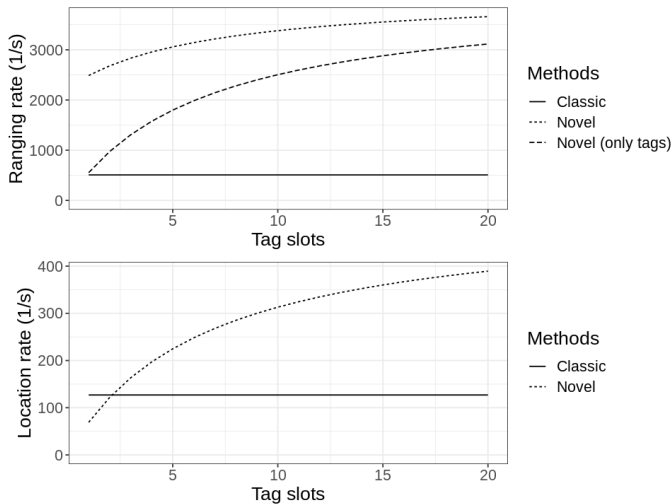 Ranging rate (1/s)
3000
2000
1000
0
5 10 15 20
Tag slots
Methods
Classic
Novel
Novel (only tags)
Location rate (1/s)
400
300
200
100
0
5 10 15 20
Tag slots
Methods
Classic
Novel